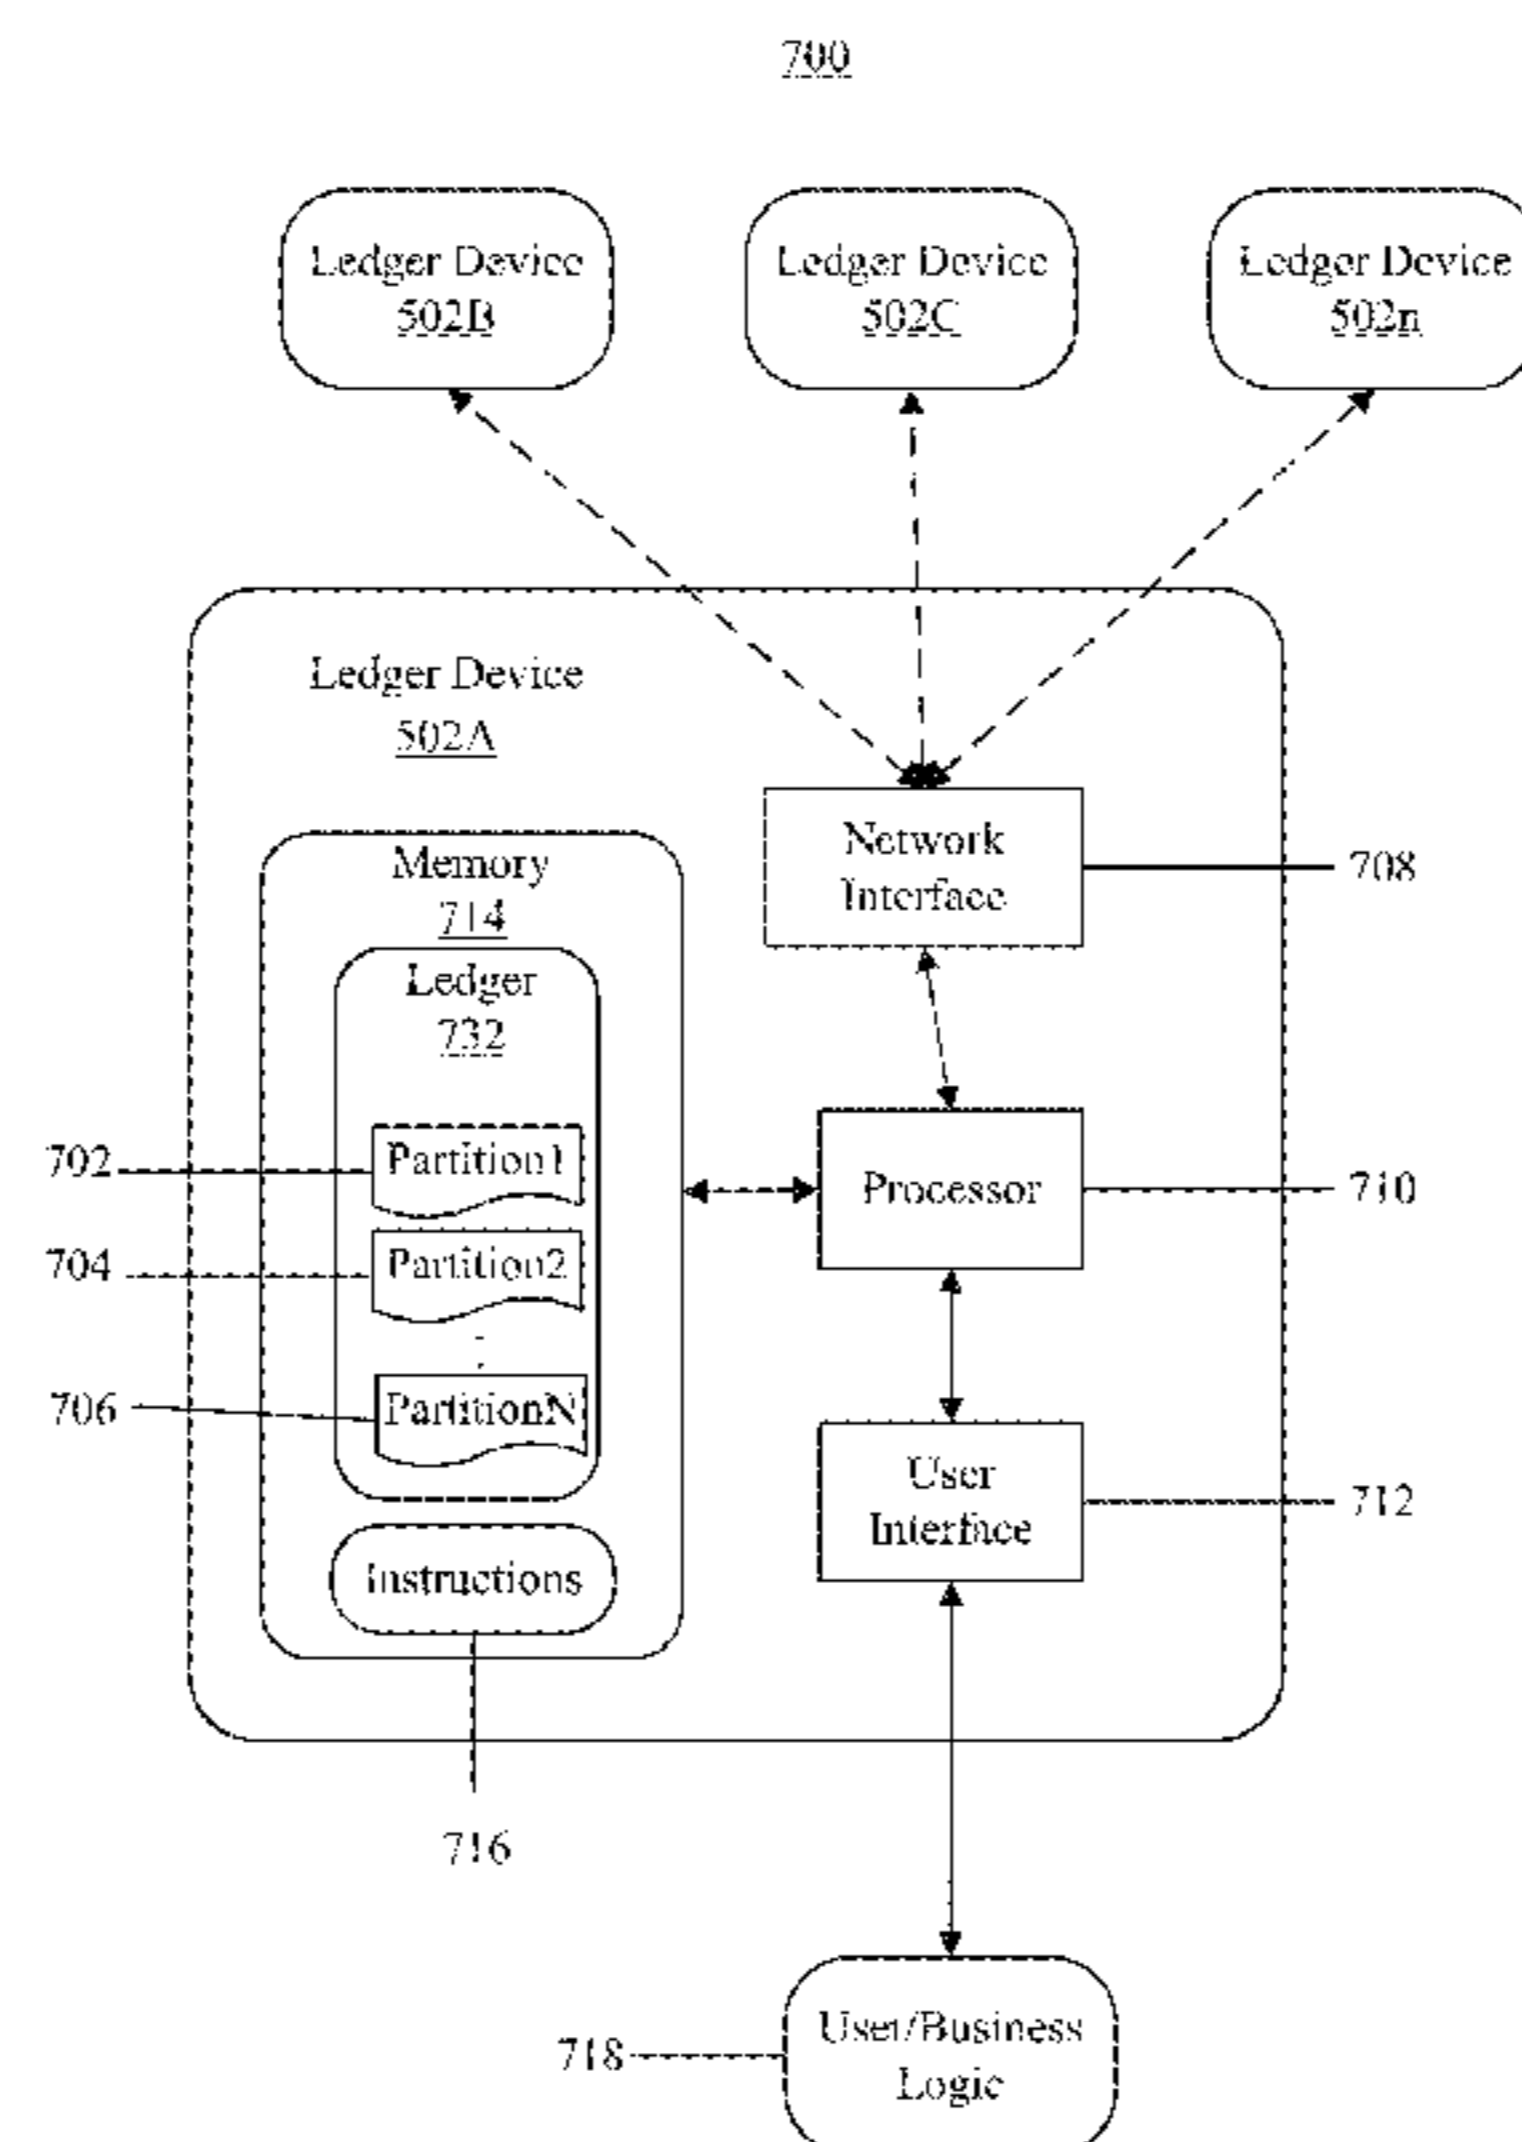 700
Ledger Device
502B
Ledger Device
502C
Ledger Device
502n
Ledger Device
502A
Network
Interface
708
Memory
714
Ledger
732
702
Partition1
Processor
710
704
Partition2
706
PartitionN
User
Interface
712
Instructions
716
718
User/Business
Logic